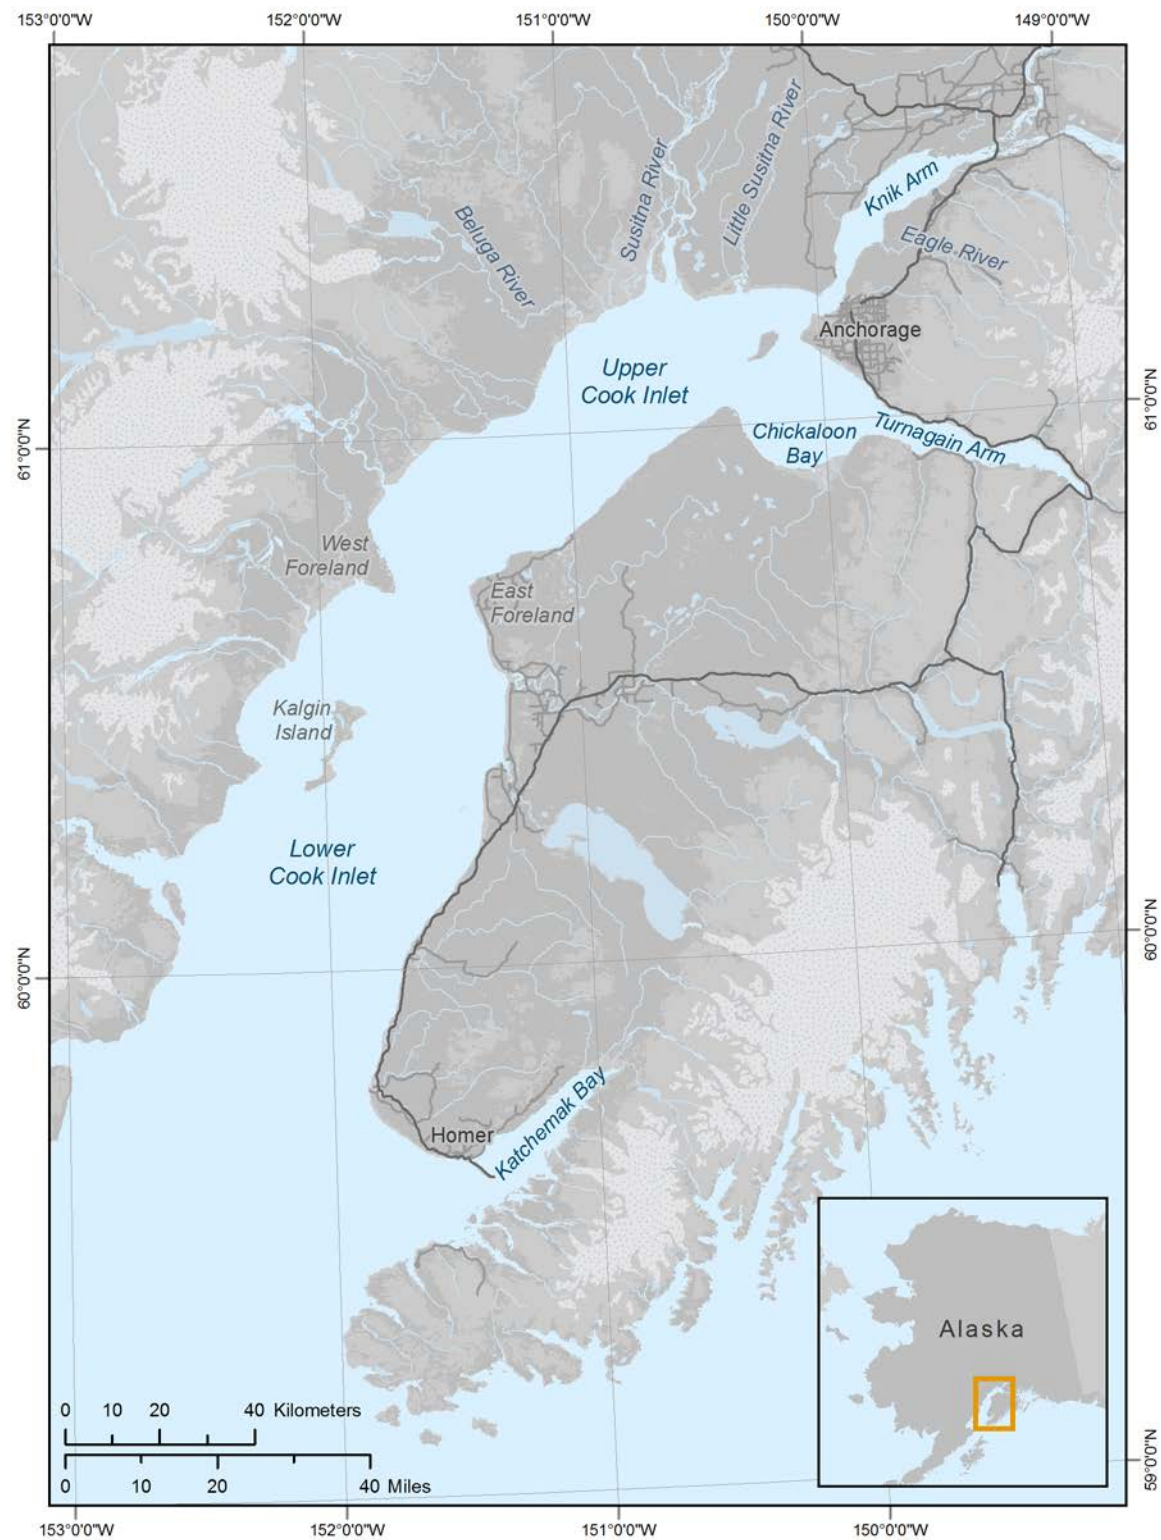 153°0'0"W
152°0'0"W
151°0'0"W
150°0'0"W
149°0'0"W
Susitna River
Little Susitna River
Knik Arm
Beluga River
Eagle River
Anchorage
Upper
Cook Inlet
61°0'0"N
61°0'0"N
Chickaloon
Bay
Turnagain Arm
West
Foreland
East
Foreland
Kalgin
Island
Lower
Cook Inlet
60°0'0"N
60°0'0"N
Homer
Katchemak Bay
Alaska
0 10 20 40 Kilometers
0 10 20 40 Miles
59°0'0"N
153°0'0"W
152°0'0"W
151°0'0"W
150°0'0"W